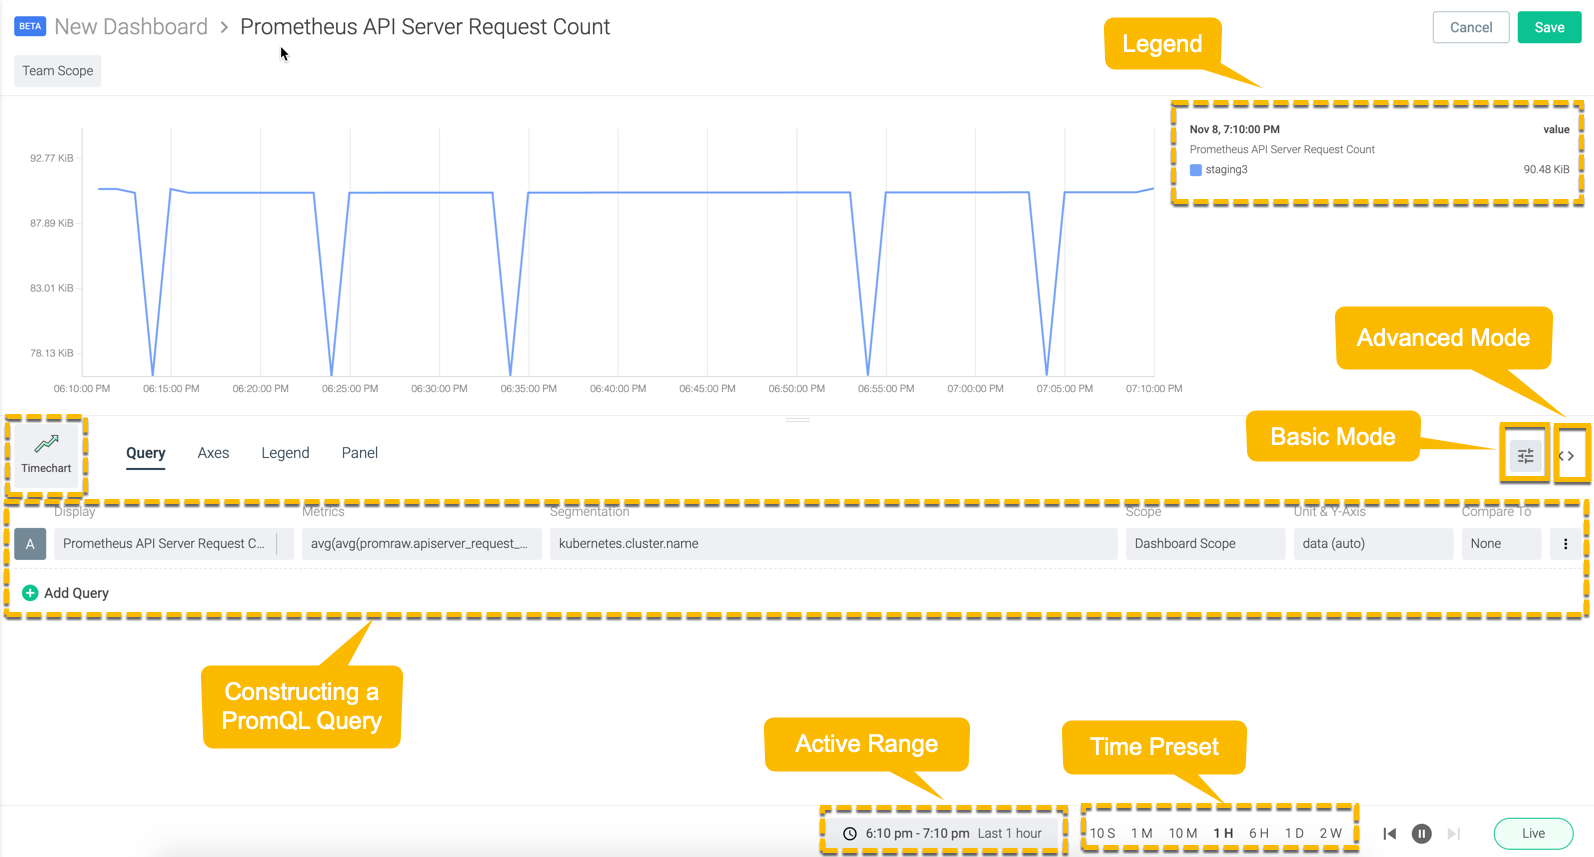 BETA New Dashboard > Prometheus API Server Request Count
Legend
Cancel
Save
Team Scope
Nov 8, 7:10:00 PM value
Prometheus API Server Request Count
staging3 90.48 KiB
92.77 KiB
87.89 KiB
83.01 KiB
78.13 KiB
06:10:00 PM 06:15:00 PM 06:20:00 PM 06:25:00 PM 06:30:00 PM 06:35:00 PM 06:40:00 PM 06:45:00 PM 06:50:00 PM 06:55:00 PM 07:00:00 PM 07:05:00 PM 07:10:00 PM
Advanced Mode
Basic Mode
Timechart
Query Axes Legend Panel
Display Metrics Segmentation Scope Unit & Y-Axis Compare To
A Prometheus API Server Request C... avg(avg(promraw.apiserver_request_... kubernetes.cluster.name Dashboard Scope data (auto) None
Add Query
Constructing a
PromQL Query
Active Range
Time Preset
6:10 pm - 7:10 pm Last 1 hour
10 S 1 M 10 M 1 H 6 H 1 D 2 W
Live